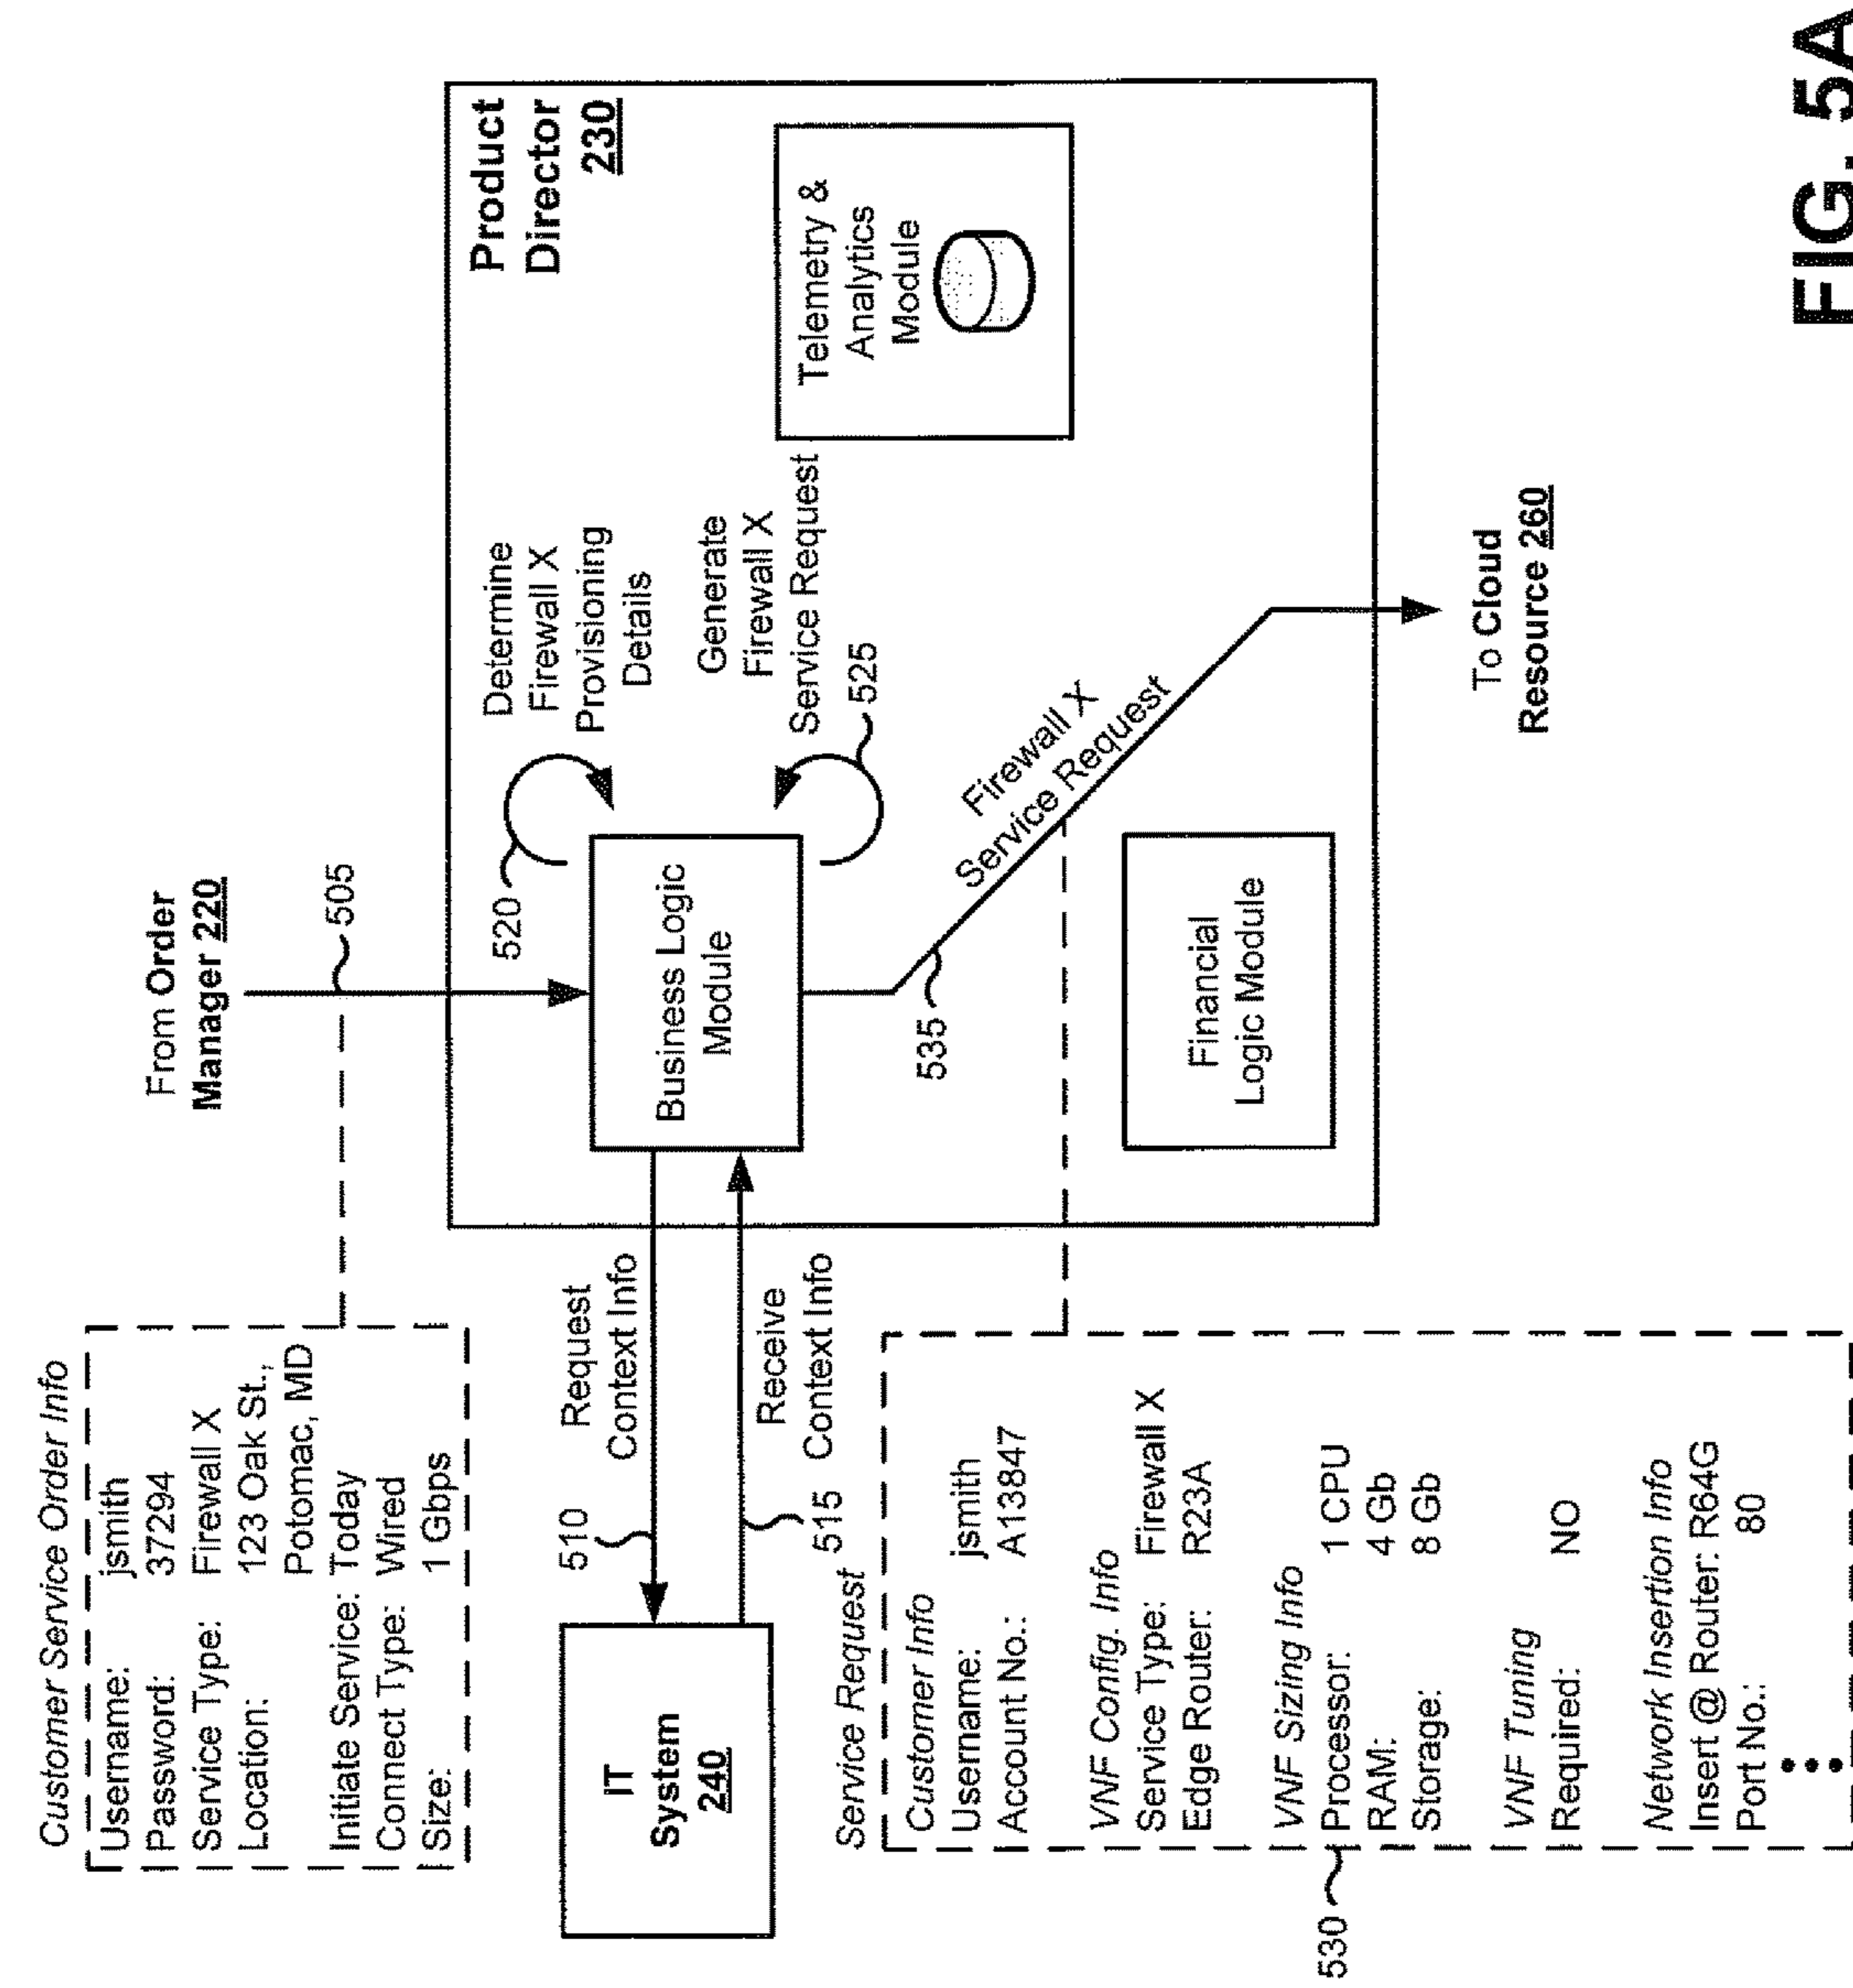 Customer Service Order Info
Username: jsmith
Password: 37294
Service Type: Firewall X
Location: 123 Oak St.,
Potomac, MD
Initiate Service: Today
Connect Type: Wired
Size: 1 Gbps
From Order
Manager 220
505
Product
Director
230
IT
System
240
510
Request
Context Info
Receive
Context Info
515
Business Logic
Module
520
Determine
Firewall X
Provisioning
Details
Generate
Firewall X
Service Request
525
Telemetry &
Analytics
Module
535
Firewall X
Service Request
Financial
Logic Module
To Cloud
Resource 260
Service Request
Customer Info
Username: jsmith
Account No.: A13847
VNF Config. Info
Service Type: Firewall X
Edge Router: R23A
VNF Sizing Info
Processor: 1 CPU
RAM: 4 Gb
Storage: 8 Gb
VNF Tuning
Required: NO
Network Insertion Info
Insert @ Router: R64G
Port No.: 80
530
FIG. 5A